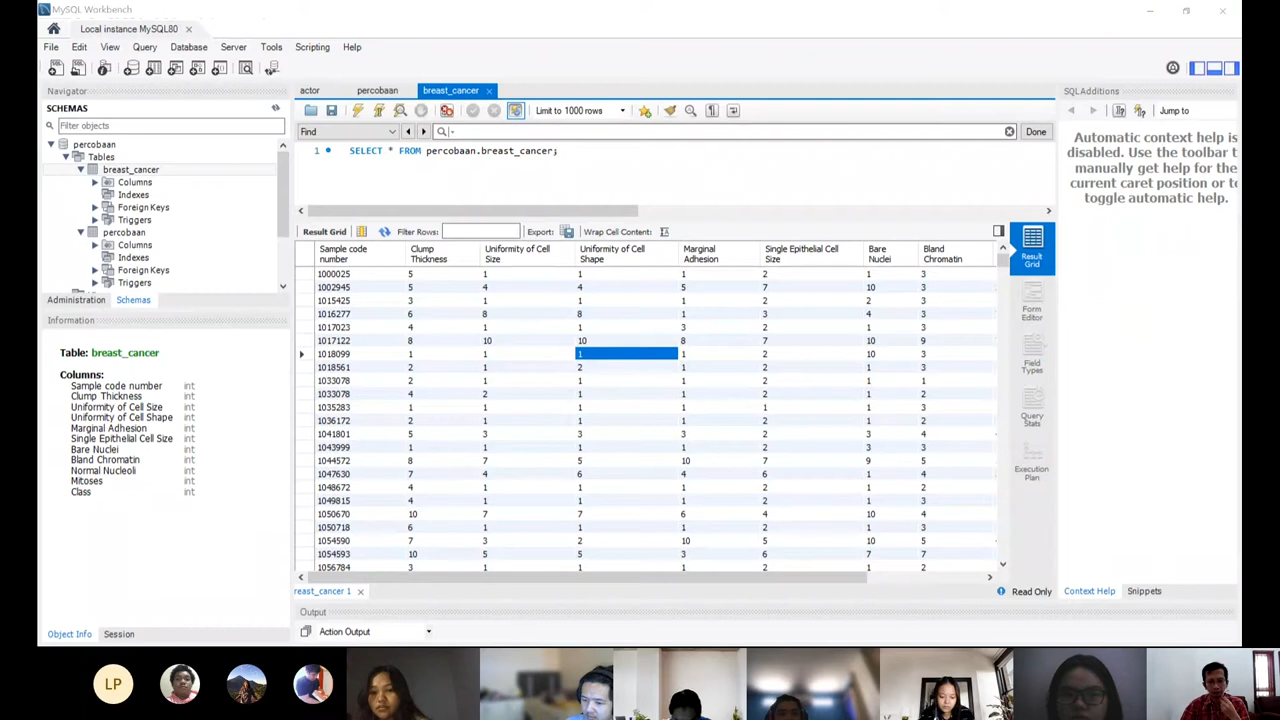 MySQL Workbench
Local instance MySQL80
File Edit View Query Database Server Tools Scripting Help
Navigator
SCHEMAS
Filter objects
percobaan
Tables
breast_cancer
Columns
Indexes
Foreign Keys
Triggers
percobaan
Columns
Indexes
Foreign Keys
Triggers
Administration Schemas
Information
Table: breast_cancer
Columns:
Sample code number int
Clump Thickness int
Uniformity of Cell Size int
Uniformity of Cell Shape int
Marginal Adhesion int
Single Epithelial Cell Size int
Bare Nuclei int
Bland Chromatin int
Normal Nucleoli int
Mitoses int
Class int
Object Info Session
actor percobaan breast_cancer
Limit to 1000 rows
Find Done
1 SELECT * FROM percobaan.breast_cancer;
Result Grid Filter Rows: Export: Wrap Cell Content:
Sample code number Clump Thickness Uniformity of Cell Size Uniformity of Cell Shape Marginal Adhesion Single Epithelial Cell Size Bare Nuclei Bland Chromatin
1000025 5 1 1 1 2 1 3
1002945 5 4 4 5 7 10 3
1015425 3 1 1 1 2 2 3
1016277 6 8 8 1 3 4 3
1017023 4 1 1 3 2 1 3
1017122 8 10 10 8 7 10 9
1018099 1 1 1 1 2 10 3
1018561 2 1 2 1 2 1 3
1033078 2 1 1 1 2 1 1
1033078 4 2 1 1 2 1 2
1035283 1 1 1 1 1 1 3
1036172 2 1 1 1 2 1 2
1041801 5 3 3 3 2 3 4
1043999 1 1 1 1 2 3 3
1044572 8 7 5 10 7 9 5
1047630 7 4 6 4 6 1 4
1048672 4 1 1 1 2 1 2
1049815 4 1 1 1 2 1 3
1050670 10 7 7 6 4 10 4
1050718 6 1 1 1 2 1 3
1054590 7 3 2 10 5 10 5
1054593 10 5 5 3 6 7 7
1056784 3 1 1 1 2 1 2
reast_cancer 1
Read Only
Output
Action Output
Result Grid
Form Editor
Field Types
Query Stats
Execution Plan
SQLAdditions
Jump to
Automatic context help is
disabled. Use the toolbar t
manually get help for the
current caret position or to
toggle automatic help.
Context Help Snippets
LP